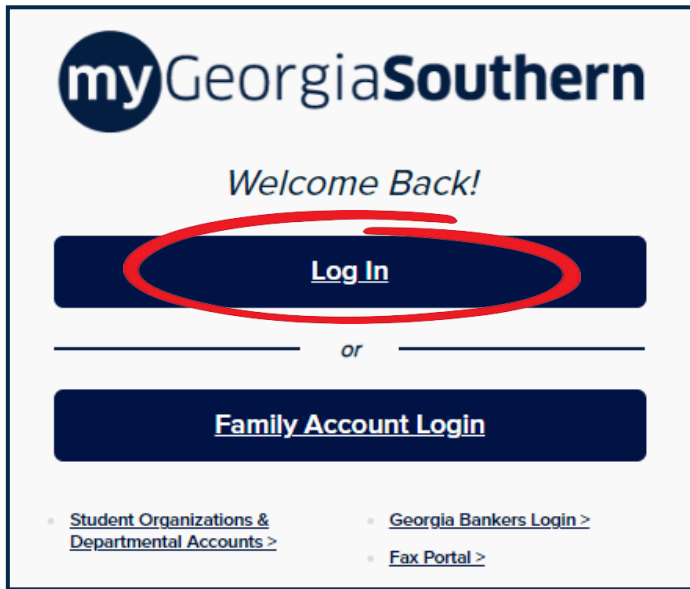 myGeorgiaSouthern
Welcome Back!
Log In
or
Family Account Login
Student Organizations &
Departmental Accounts >
Georgia Bankers Login >
Fax Portal >